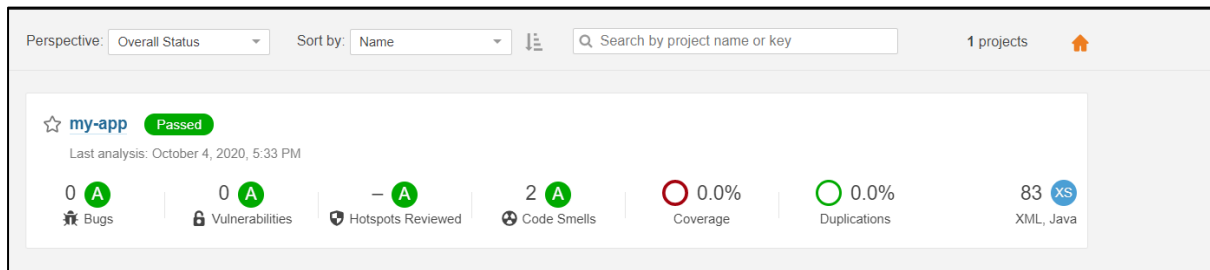 Perspective: Overall Status Sort by: Name Search by project name or key 1 projects
my-app Passed
Last analysis: October 4, 2020, 5:33 PM
0 A 0 A – A 2 A 0.0% 0.0% 83 XS
Bugs Vulnerabilities Hotspots Reviewed Code Smells Coverage Duplications XML, Java